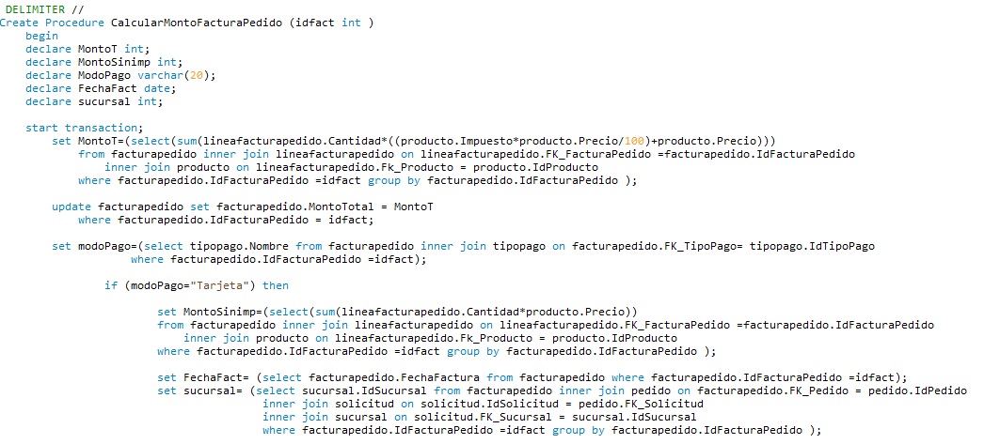 DELIMITER //
Create Procedure CalcularMontoFacturaPedido (idfact int )
begin
declare MontoT int;
declare MontoSinimp int;
declare ModoPago varchar(20);
declare FechaFact date;
declare sucursal int;
start transaction;
set MontoT=(select(sum(lineafacturapedido.Cantidad*((producto.Impuesto*producto.Precio/100)+producto.Precio)))
from facturapedido inner join lineafacturapedido on lineafacturapedido.FK_FacturaPedido =facturapedido.IdFacturaPedido
inner join producto on lineafacturapedido.Fk_Producto = producto.IdProducto
where facturapedido.IdFacturaPedido =idfact group by facturapedido.IdFacturaPedido );
update facturapedido set facturapedido.MontoTotal = MontoT
where facturapedido.IdFacturaPedido = idfact;
set modoPago=(select tipopago.Nombre from facturapedido inner join tipopago on facturapedido.FK_TipoPago= tipopago.IdTipoPago
where facturapedido.IdFacturaPedido =idfact);
if (modoPago="Tarjeta") then
set MontoSinimp=(select(sum(lineafacturapedido.Cantidad*producto.Precio))
from facturapedido inner join lineafacturapedido on lineafacturapedido.FK_FacturaPedido =facturapedido.IdFacturaPedido
inner join producto on lineafacturapedido.Fk_Producto = producto.IdProducto
where facturapedido.IdFacturaPedido =idfact group by facturapedido.IdFacturaPedido );
set FechaFact= (select facturapedido.FechaFactura from facturapedido where facturapedido.IdFacturaPedido =idfact);
set sucursal= (select sucursal.IdSucursal from facturapedido inner join pedido on facturapedido.FK_Pedido = pedido.IdPedido
inner join solicitud on solicitud.IdSolicitud = pedido.FK_Solicitud
inner join sucursal on solicitud.FK_Sucursal = sucursal.IdSucursal
where facturapedido.IdFacturaPedido =idfact group by facturapedido.IdFacturaPedido );